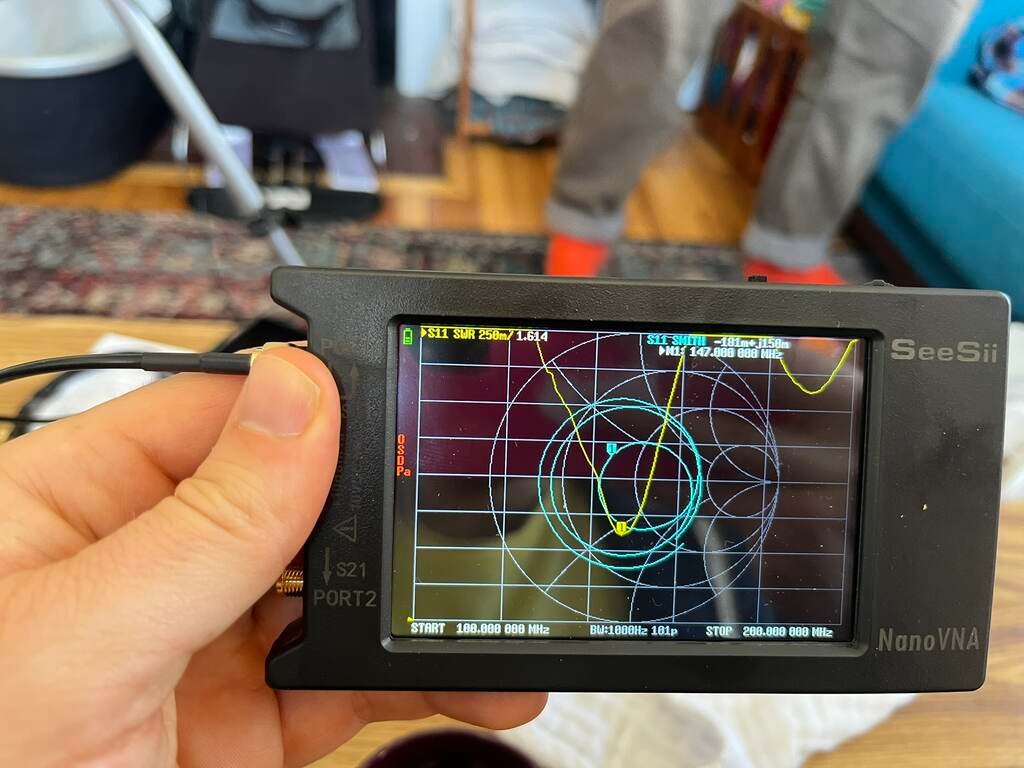 S11 SWR 250m/ 1.614
S11 SMITH -181m+j150m
M1: 147.000 000 MHz
SeeSii
1
1
O
S
D
Pa
S21
PORT2
START 100.000 000 MHz
BW:1000Hz 101p
STOP 200.000 000 MHz
NanoVNA